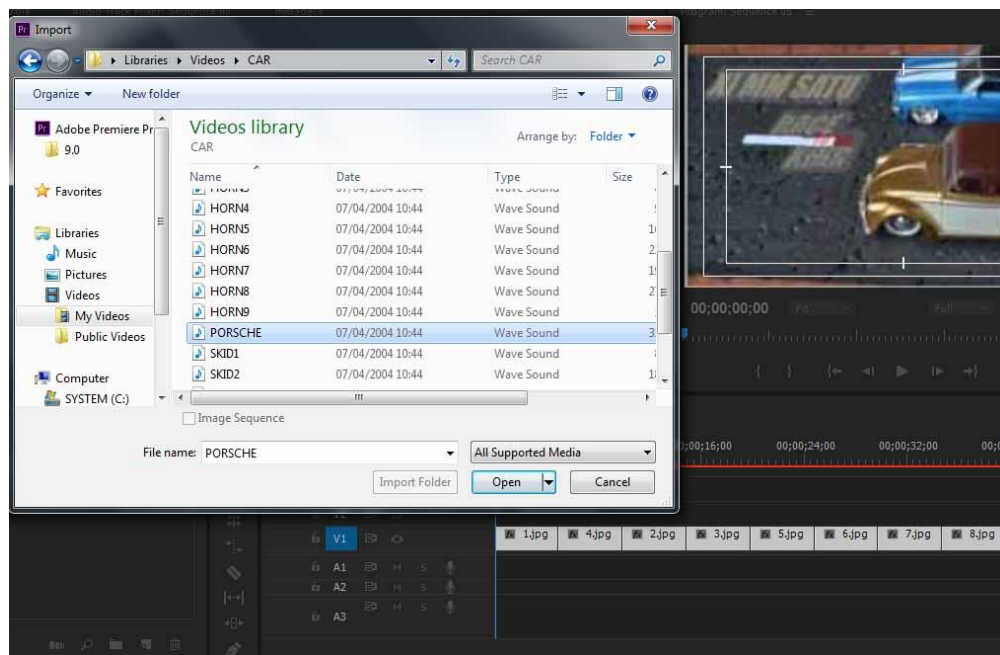 Import
Libraries ▸ Videos ▸ CAR
Search CAR
Organize
New folder
Adobe Premiere Pr
9.0
Favorites
Libraries
Music
Pictures
Videos
My Videos
Public Videos
Computer
SYSTEM (C:)
Videos library
CAR
Arrange by: Folder
Name Date Type Size
HORN4 07/04/2004 10:44 Wave Sound
HORN5 07/04/2004 10:44 Wave Sound
HORN6 07/04/2004 10:44 Wave Sound
HORN7 07/04/2004 10:44 Wave Sound
HORN8 07/04/2004 10:44 Wave Sound
HORN9 07/04/2004 10:44 Wave Sound
PORSCHE 07/04/2004 10:44 Wave Sound
SKID1 07/04/2004 10:44 Wave Sound
SKID2 07/04/2004 10:44 Wave Sound
Image Sequence
File name: PORSCHE
All Supported Media
Import Folder Open Cancel
Program: Sequence 05
00;00;00;00 Fit Full
;00;16;00 00;00;24;00 00;00;32;00
V1 1.jpg 4.jpg 2.jpg 3.jpg 5.jpg 6.jpg 7.jpg 8.jpg
A1 M S
A2 M S
A3 M S